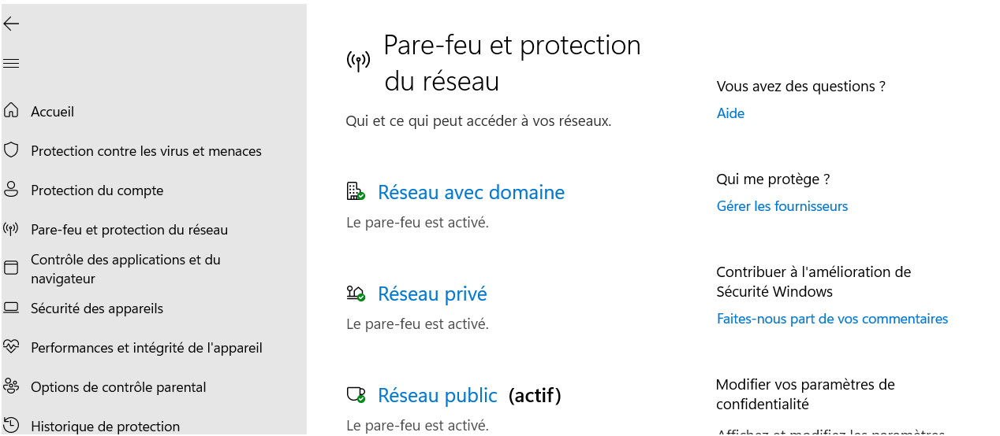 Accueil
Protection contre les virus et menaces
Protection du compte
Pare-feu et protection du réseau
Contrôle des applications et du
navigateur
Sécurité des appareils
Performances et intégrité de l'appareil
Options de contrôle parental
Historique de protection
Pare-feu et protection
du réseau
Qui et ce qui peut accéder à vos réseaux.
Réseau avec domaine
Le pare-feu est activé.
Réseau privé
Le pare-feu est activé.
Réseau public (actif)
Le pare-feu est activé.
Vous avez des questions ?
Aide
Qui me protège ?
Gérer les fournisseurs
Contribuer à l'amélioration de
Sécurité Windows
Faites-nous part de vos commentaires
Modifier vos paramètres de
confidentialité
Affichez et modifiez les paramètres